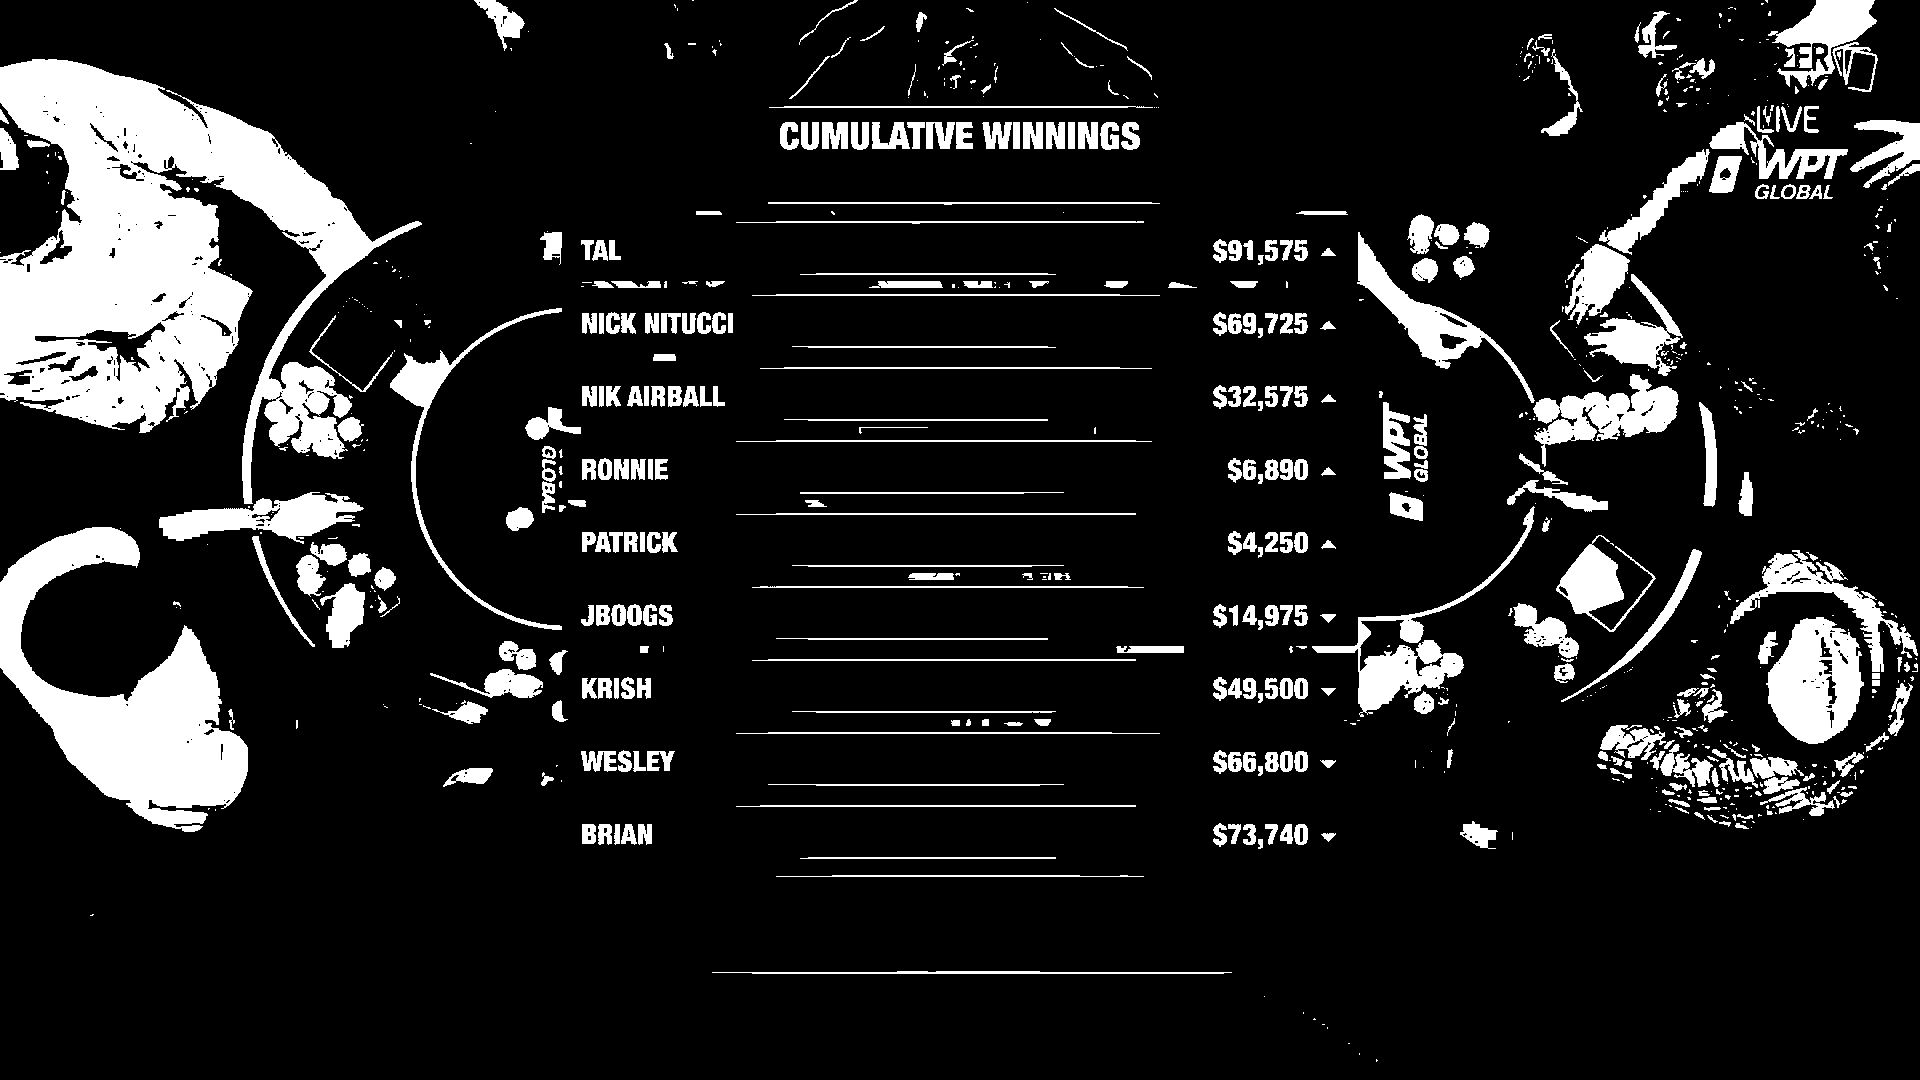 CUMULATIVE WINNINGS
TAL $91,575 ▲
NICK NITUCCI $69,725 ▲
NIK AIRBALL $32,575 ▲
RONNIE $6,890 ▲
PATRICK $4,250 ▲
JBOOGS $14,975 ▼
KRISH $49,500 ▼
WESLEY $66,800 ▼
BRIAN $73,740 ▼
LIVE
WPT
GLOBAL
WPT
GLOBAL
GLOBAL